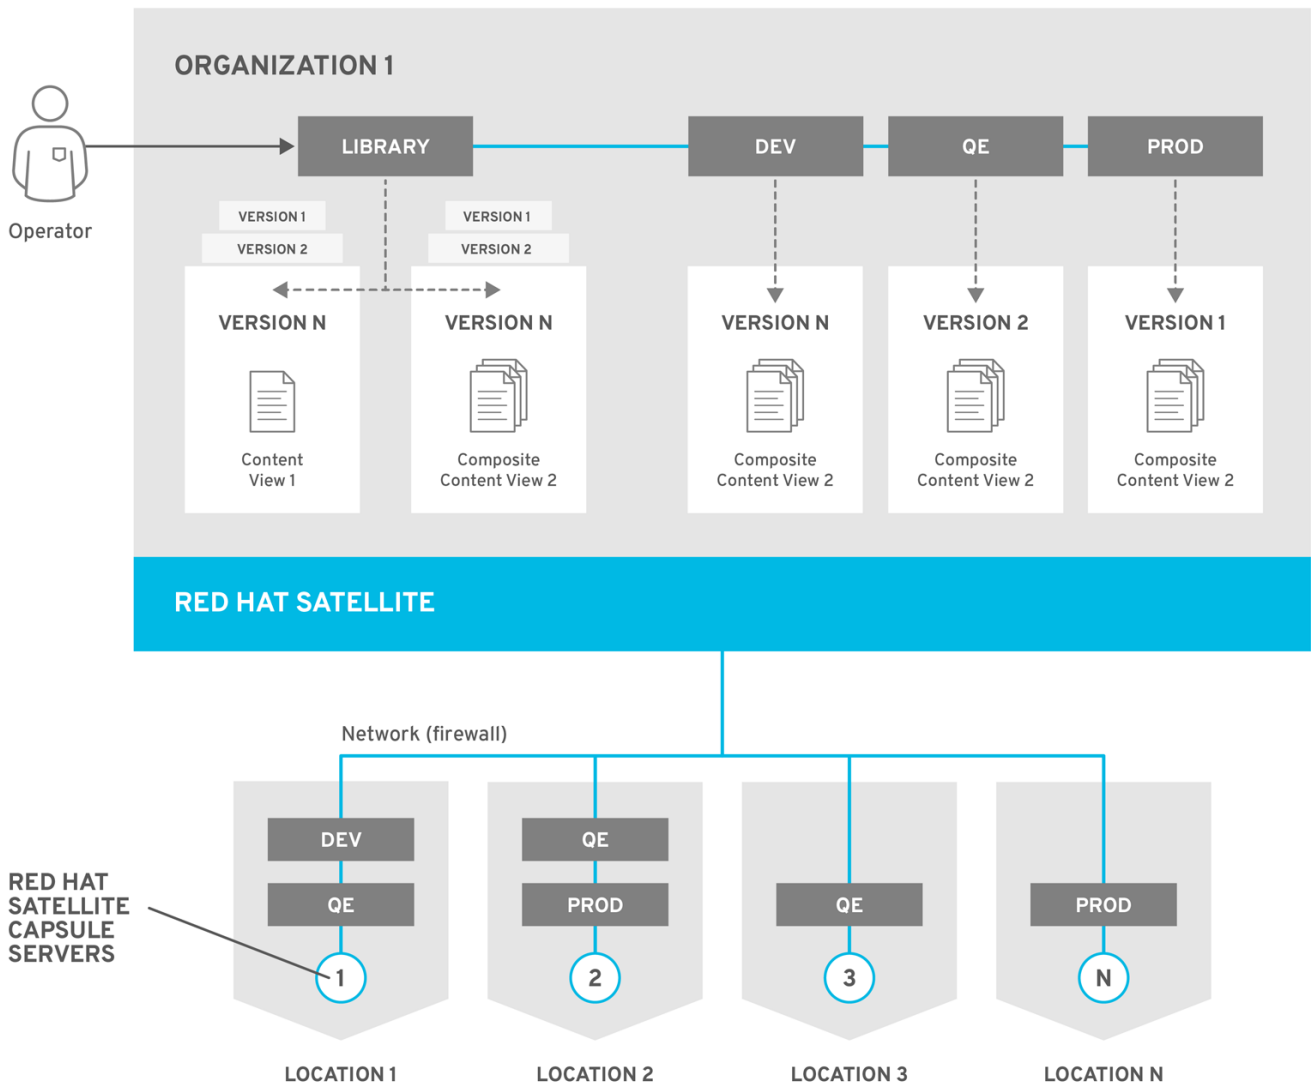 ORGANIZATION 1
LIBRARY
DEV
QE
PROD
Operator
VERSION 1
VERSION 2
VERSION 1
VERSION 2
VERSION N
VERSION N
VERSION N
VERSION 2
VERSION 1
Content
View 1
Composite
Content View 2
Composite
Content View 2
Composite
Content View 2
Composite
Content View 2
RED HAT SATELLITE
Network (firewall)
DEV
QE
QE
PROD
QE
PROD
RED HAT
SATELLITE
CAPSULE
SERVERS
1
2
3
N
LOCATION 1
LOCATION 2
LOCATION 3
LOCATION N